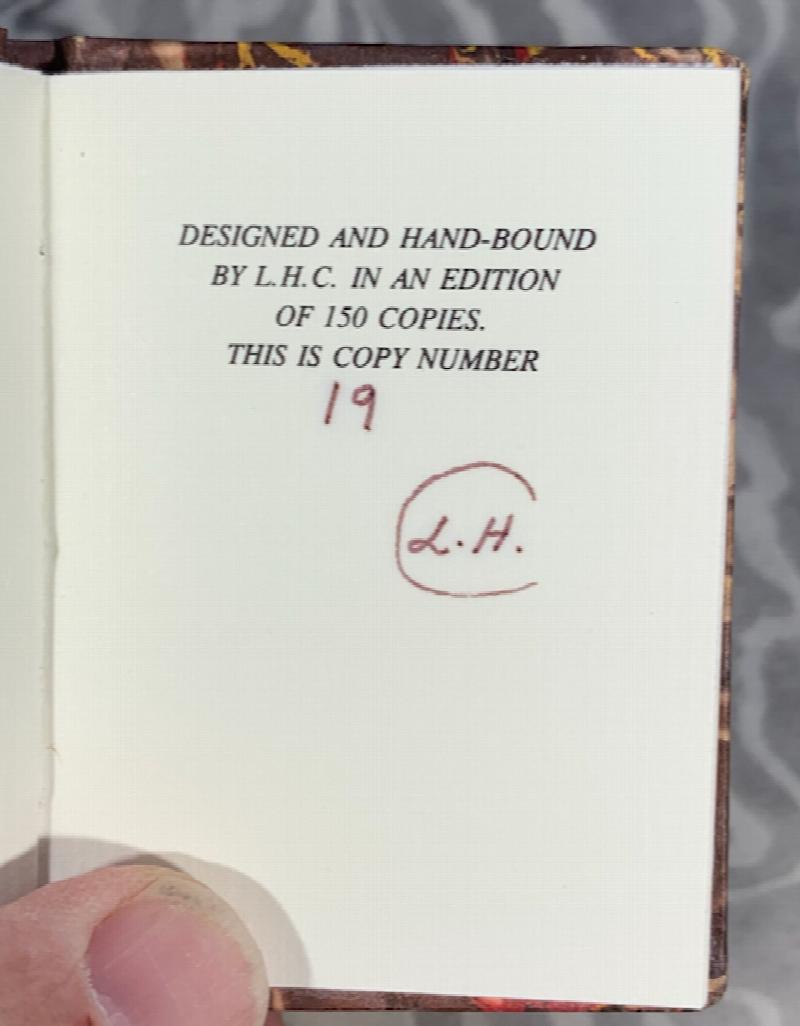 DESIGNED AND HAND-BOUND
BY L.H.C. IN AN EDITION
OF 150 COPIES.
THIS IS COPY NUMBER
19
L.H.